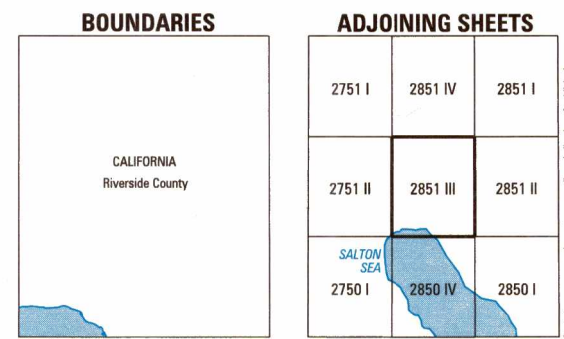 BOUNDARIES
CALIFORNIA
Riverside County
ADJOINING SHEETS
2751 I 2851 IV 2851 I
2751 II 2851 III 2851 II
SALTON
SEA
2750 I 2850 IV 2850 I